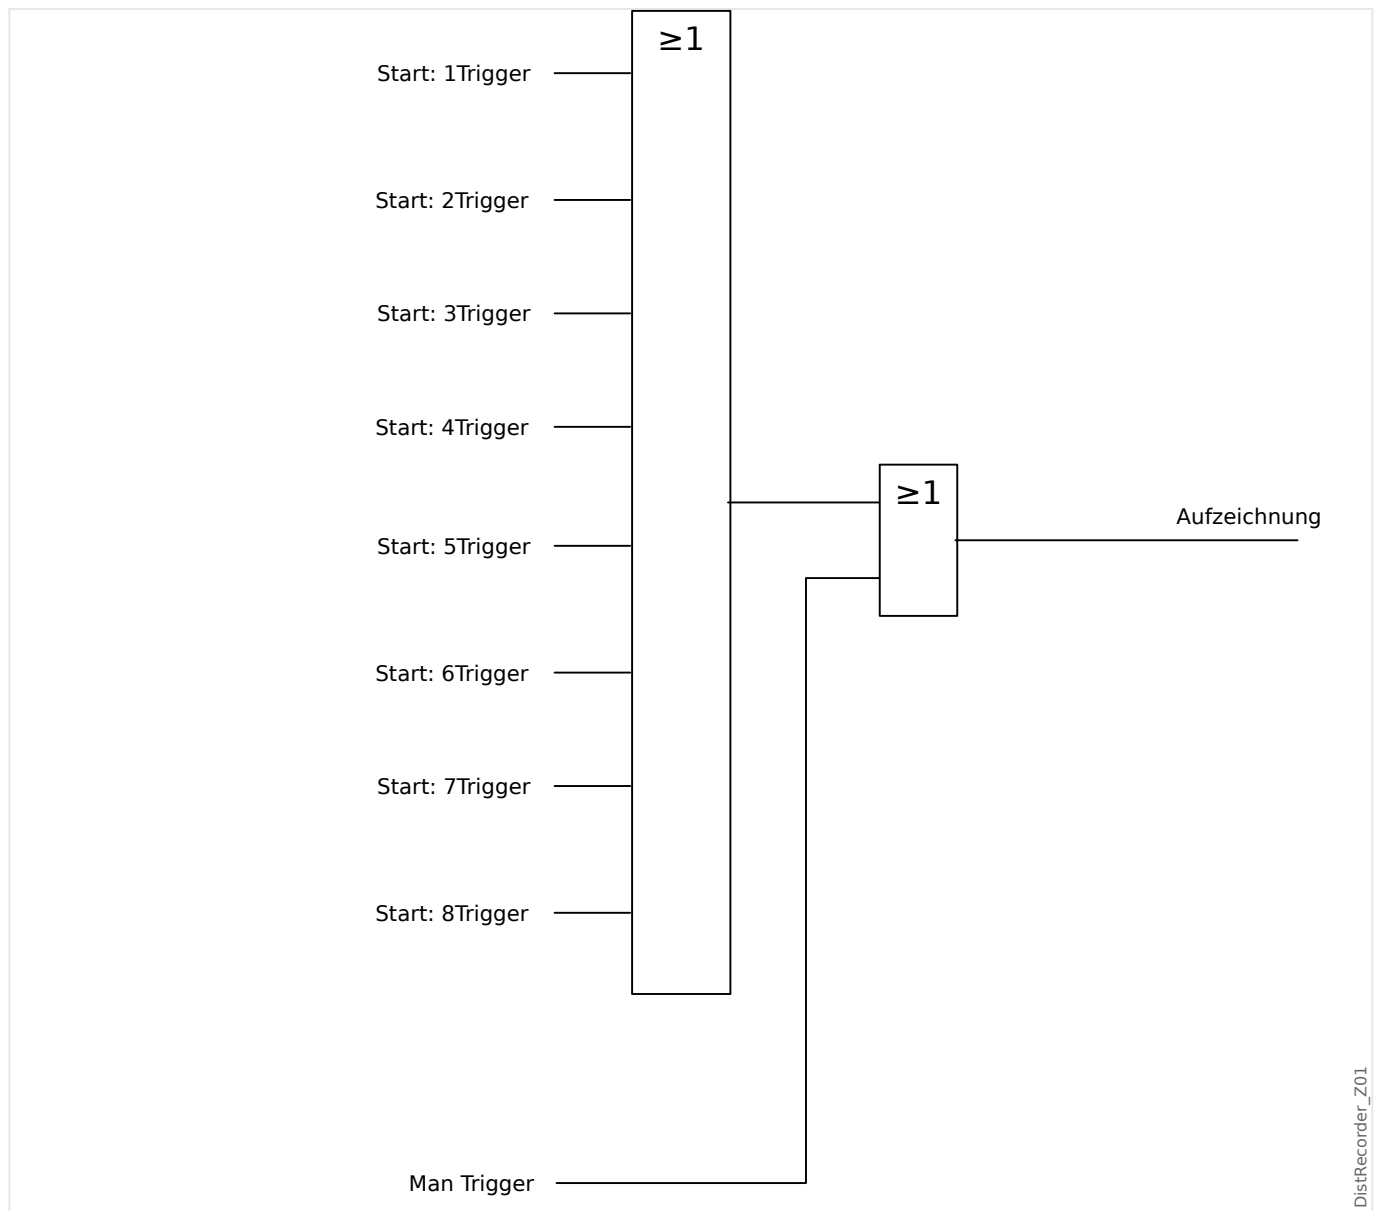 ≥1
Start: 1Trigger
Start: 2Trigger
Start: 3Trigger
Start: 4Trigger
≥1
Aufzeichnung
Start: 5Trigger
Start: 6Trigger
Start: 7Trigger
Start: 8Trigger
Man Trigger
DistRecorder_Z01